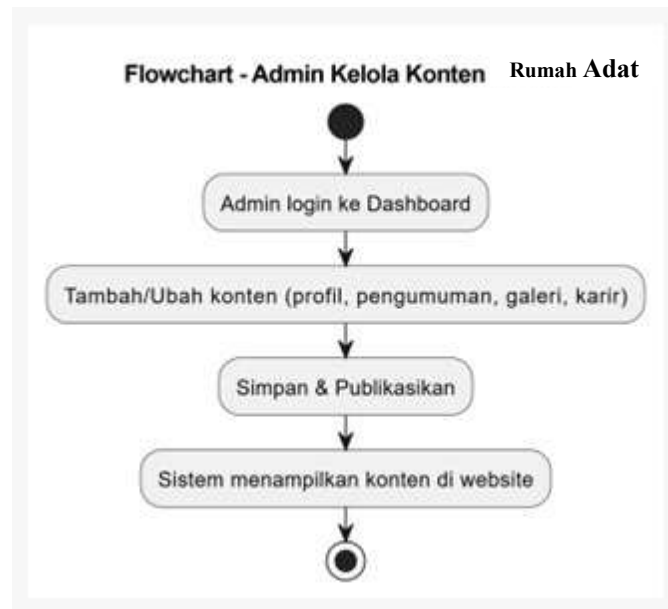 Flowchart - Admin Kelola Konten Rumah Adat
Admin login ke Dashboard
Tambah/Ubah konten (profil, pengumuman, galeri, karir)
Simpan & Publikasikan
Sistem menampilkan konten di website